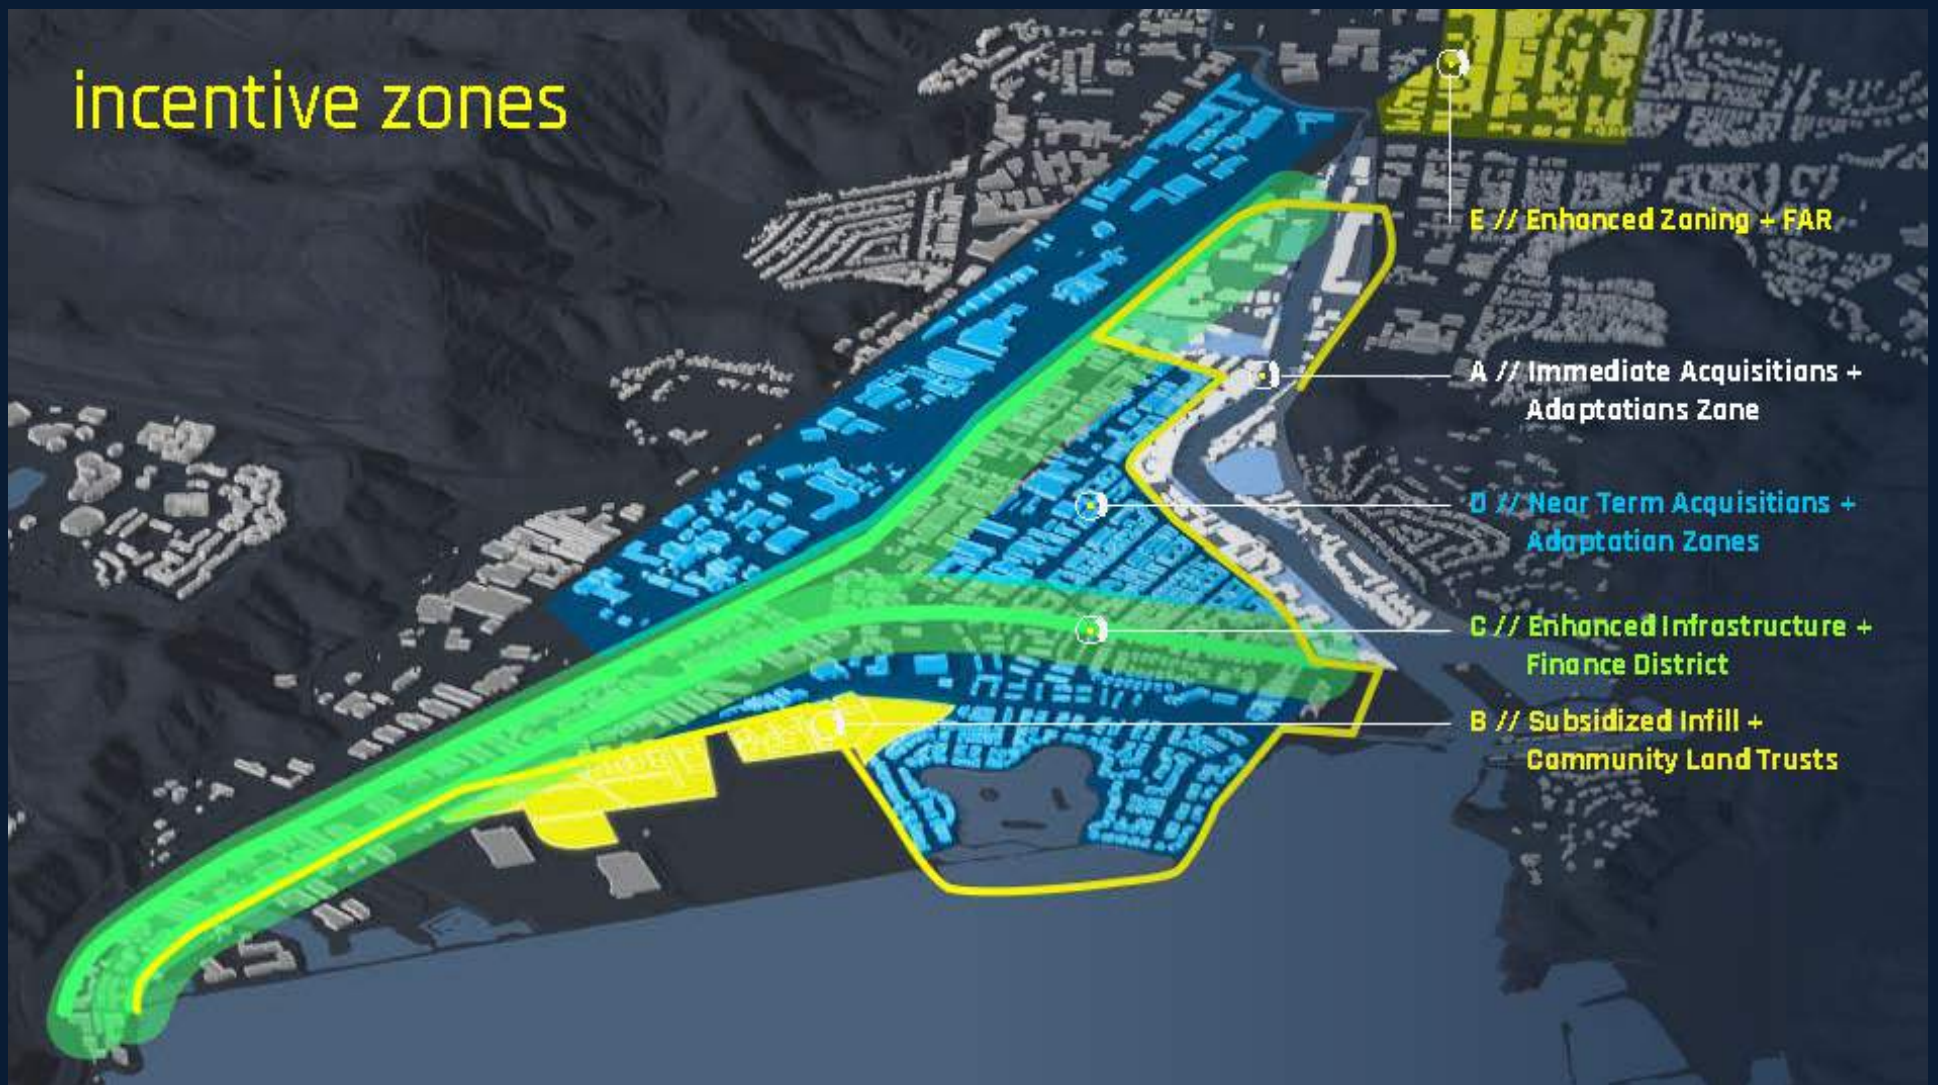 incentive zones
E // Enhanced Zoning + FAR
A // Immediate Acquisitions +
Adaptations Zone
D // Near Term Acquisitions +
Adaptation Zones
C // Enhanced Infrastructure +
Finance District
B // Subsidized Infill +
Community Land Trusts